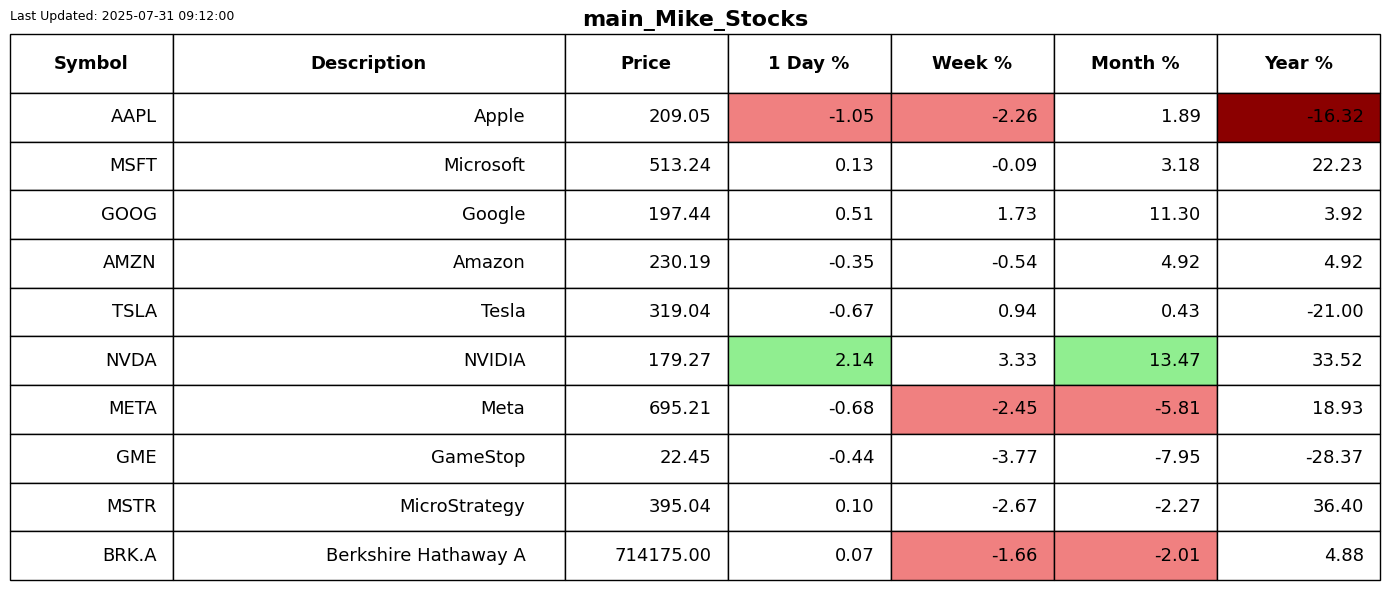 Last Updated: 2025-07-31 09:12:00
main_Mike_Stocks
Symbol Description Price 1 Day % Week % Month % Year %
AAPL Apple 209.05 -1.05 -2.26 1.89 -16.32
MSFT Microsoft 513.24 0.13 -0.09 3.18 22.23
GOOG Google 197.44 0.51 1.73 11.30 3.92
AMZN Amazon 230.19 -0.35 -0.54 4.92 4.92
TSLA Tesla 319.04 -0.67 0.94 0.43 -21.00
NVDA NVIDIA 179.27 2.14 3.33 13.47 33.52
META Meta 695.21 -0.68 -2.45 -5.81 18.93
GME GameStop 22.45 -0.44 -3.77 -7.95 -28.37
MSTR MicroStrategy 395.04 0.10 -2.67 -2.27 36.40
BRK.A Berkshire Hathaway A 714175.00 0.07 -1.66 -2.01 4.88